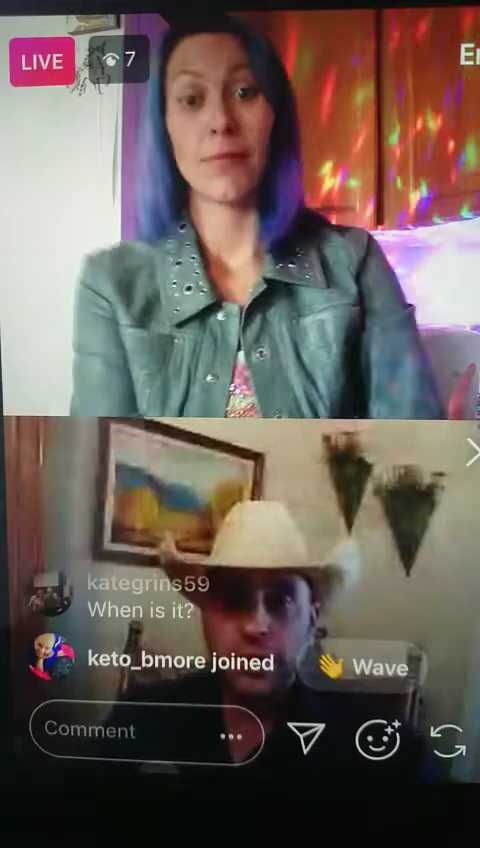 LIVE
7
kategrins59
When is it?
keto_bmore joined
Wave
Comment